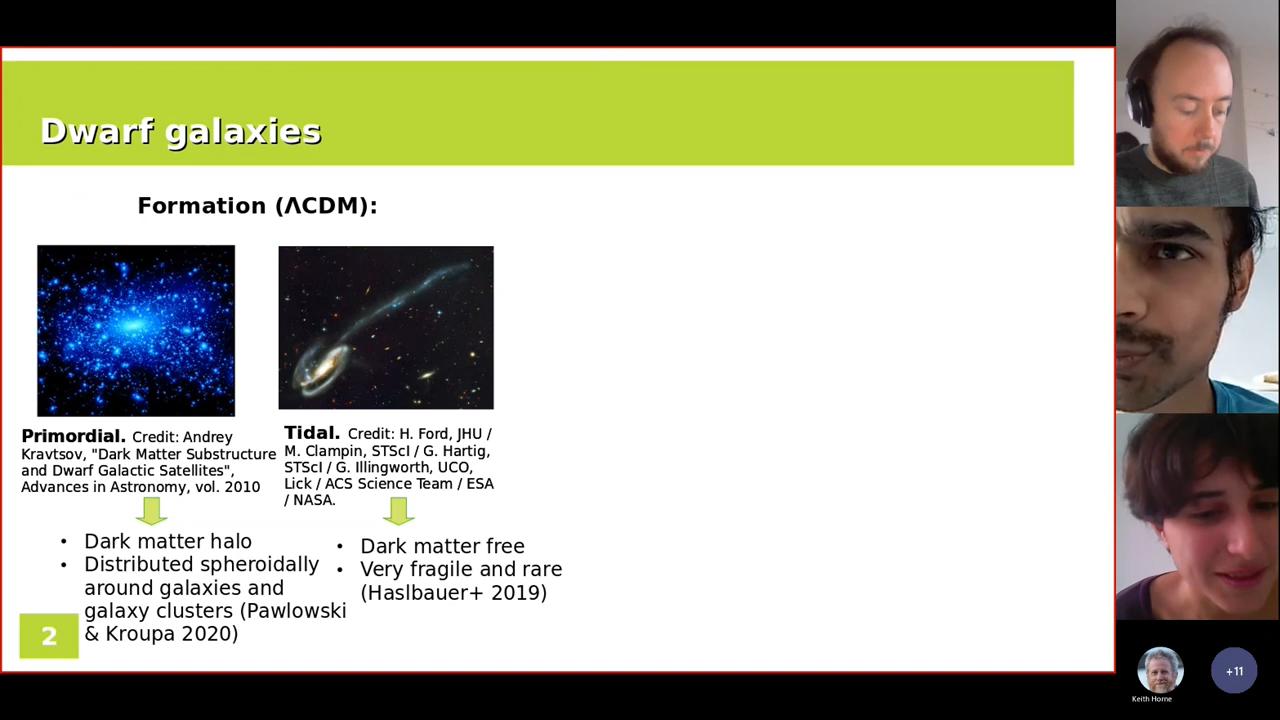 Dwarf galaxies
Formation (ΛCDM):
Primordial. Credit: Andrey
Kravtsov, "Dark Matter Substructure
and Dwarf Galactic Satellites",
Advances in Astronomy, vol. 2010
Tidal. Credit: H. Ford, JHU /
M. Clampin, STScI / G. Hartig,
STScI / G. Illingworth, UCO,
Lick / ACS Science Team / ESA
/ NASA.
• Dark matter halo
• Distributed spheroidally
around galaxies and
galaxy clusters (Pawlowski
& Kroupa 2020)
• Dark matter free
• Very fragile and rare
(Haslbauer+ 2019)
2
Keith Horne
+11